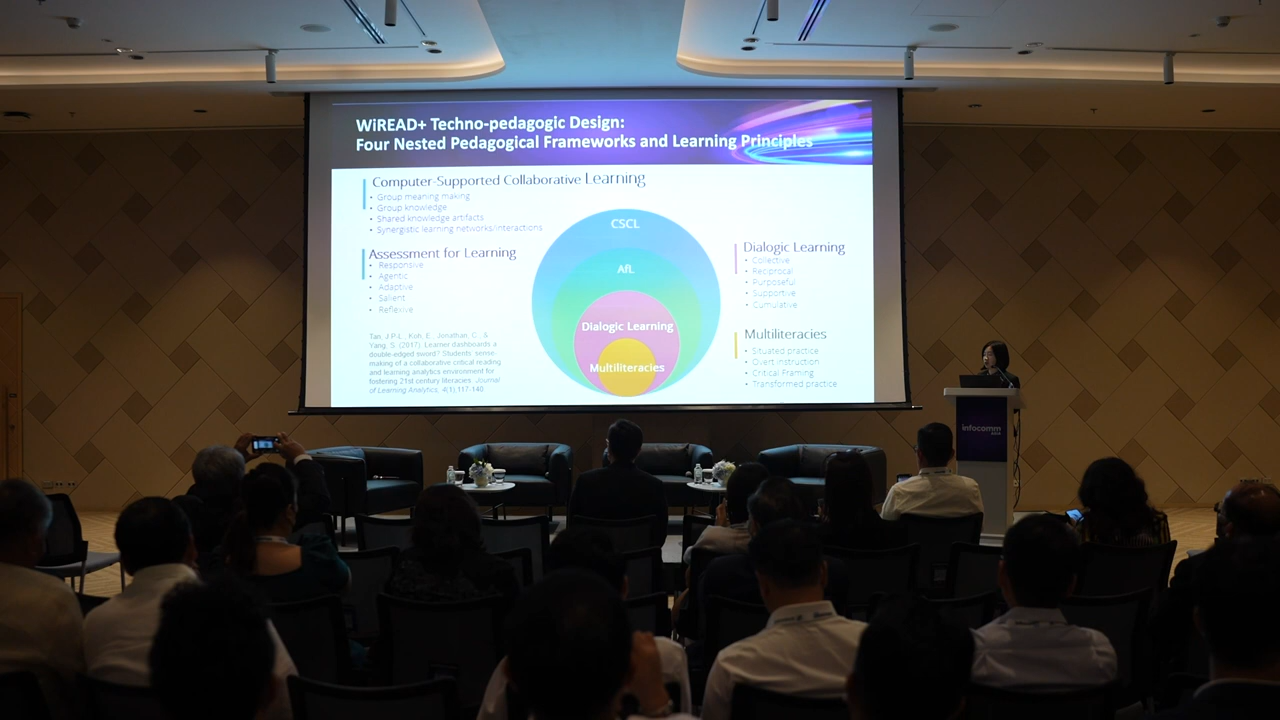 WiREAD+ Techno-pedagogic Design:
Four Nested Pedagogical Frameworks and Learning Principles
Computer-Supported Collaborative Learning
• Group meaning making
• Group knowledge
• Shared knowledge artifacts
• Synergistic learning networks/interactions
Assessment for Learning
• Responsive
• Agentic
• Adaptive
• Salient
• Reflexive
Tan, J.P-L., Koh, E., Jonathan, C., &
Yang, S. (2017). Learner dashboards a
double-edged sword? Students' sense-
making of a collaborative critical reading
and learning analytics environment for
fostering 21st century literacies. Journal
of Learning Analytics, 4(1) 117-140.
CSCL
AfL
Dialogic Learning
Multiliteracies
Dialogic Learning
• Collective
• Reciprocal
• Purposeful
• Supportive
• Cumulative
Multiliteracies
• Situated practice
• Overt instruction
• Critical Framing
• Transformed practice
infocomm
ASIA